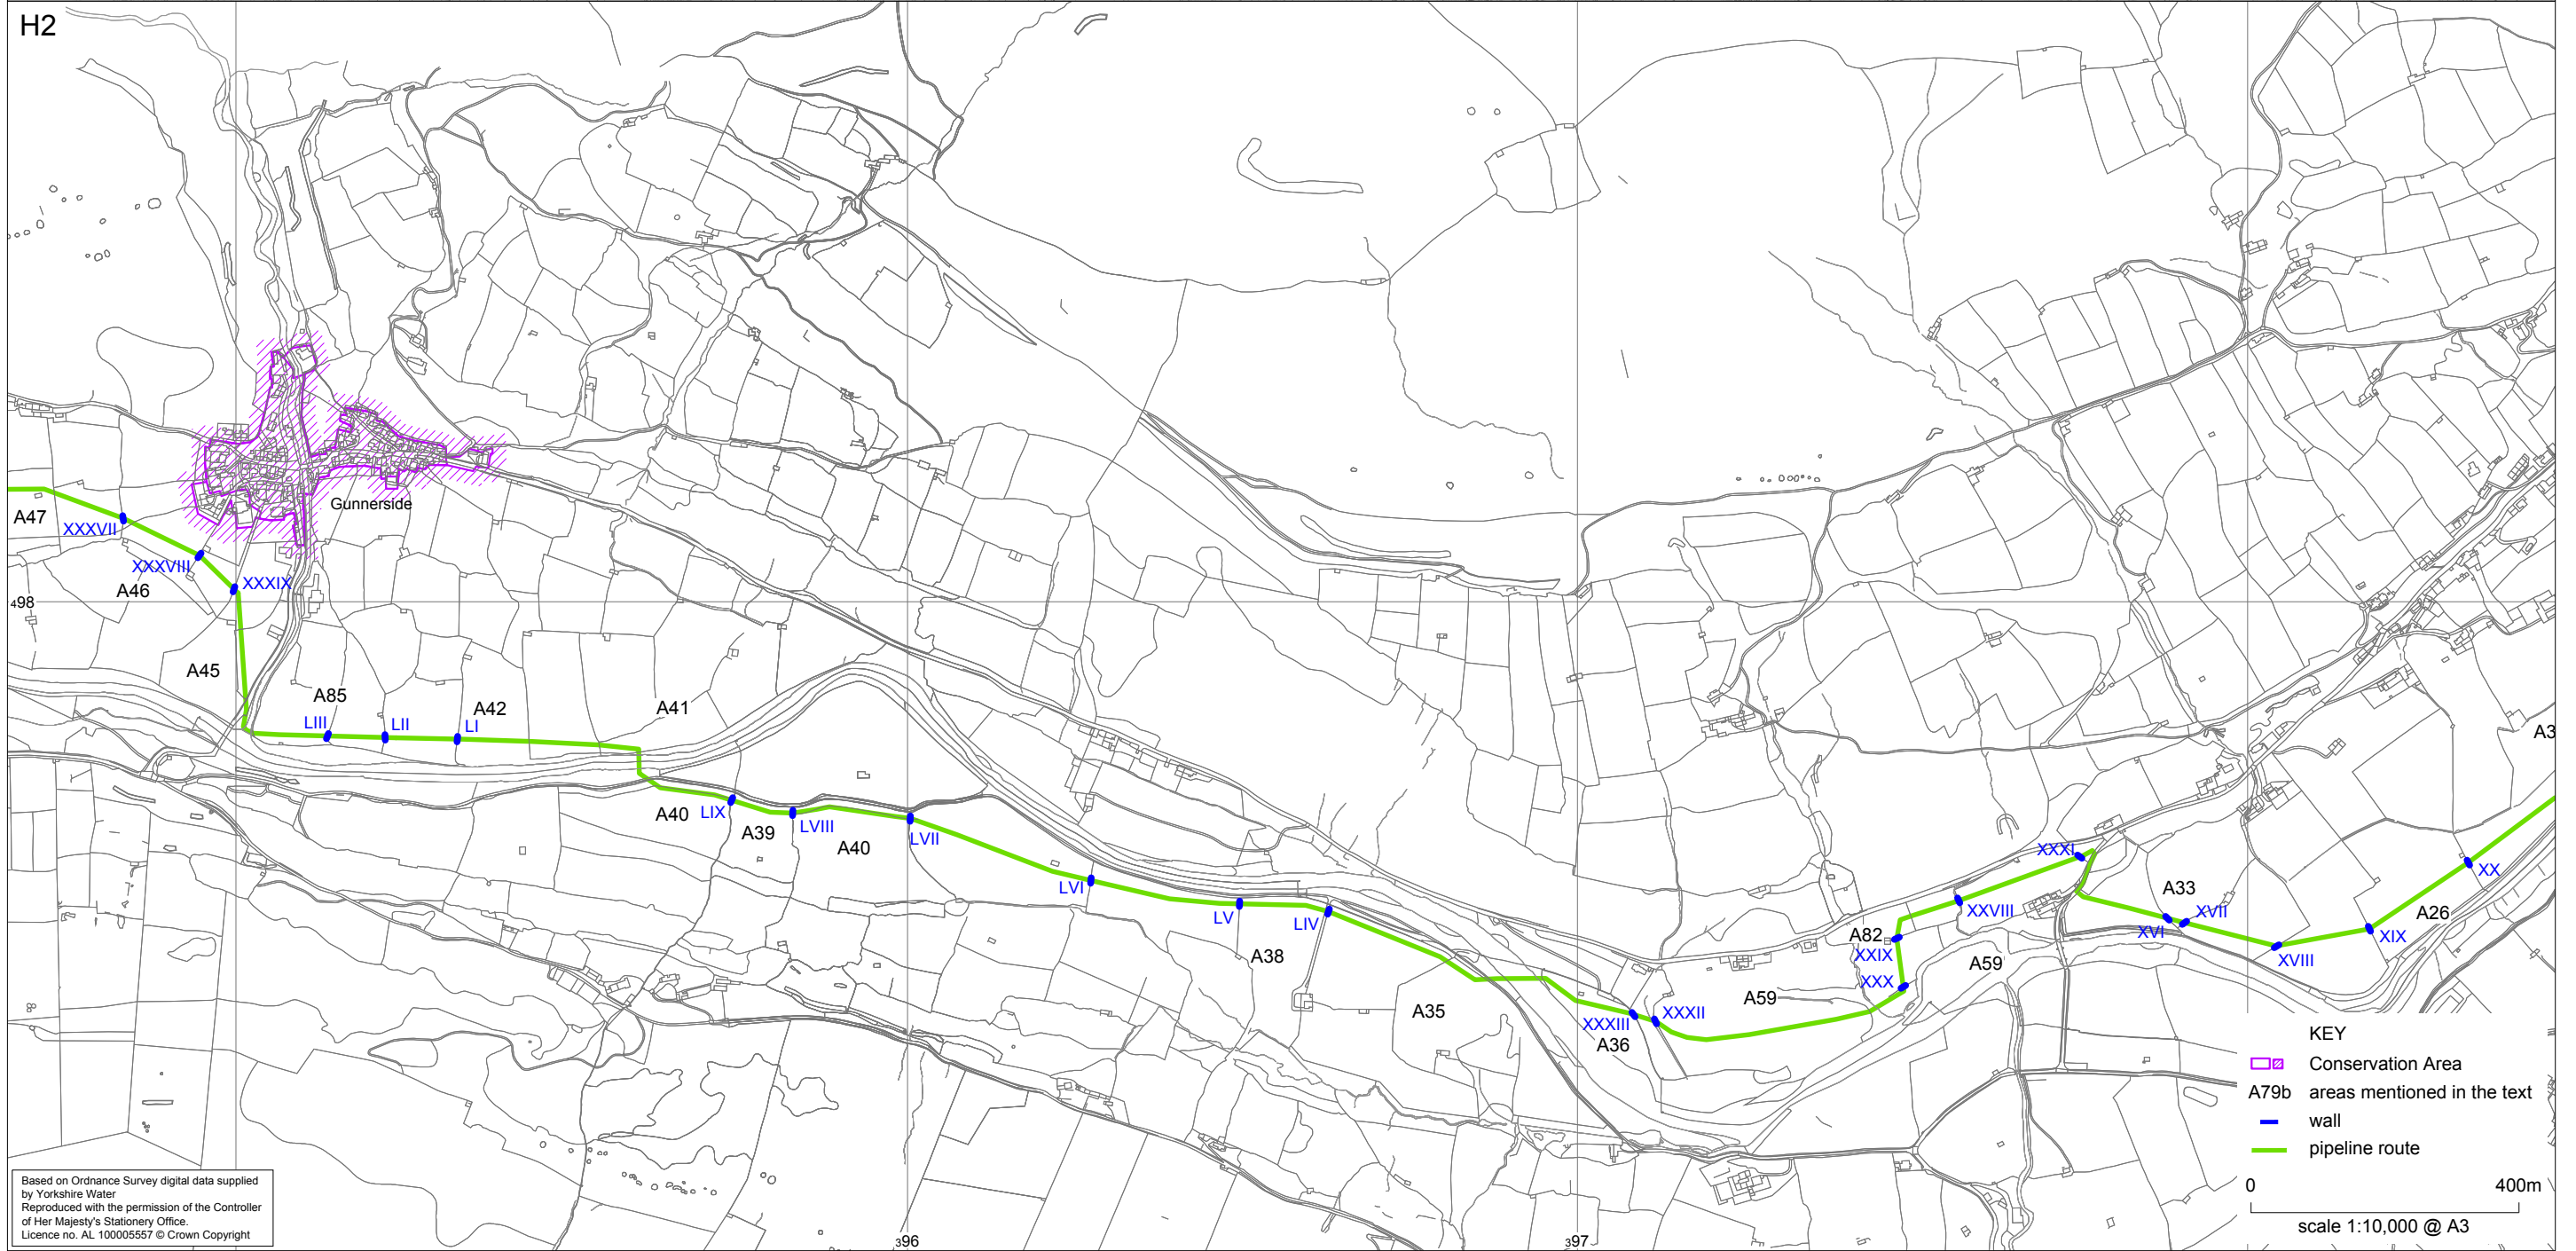 H2
Gunnerside
A47
XXXVII
XXXVIII
A46
XXXIX
498
A45
A85
LIII
LII
A42
LI
A41
A40
LIX
A39
LVIII
A40
LVII
LVI
LV
LIV
A38
A35
XXXIII
XXXII
A36
A59
A82
XXIX
XXX
XXVIII
XXXI
A59
A33
XVII
XVI
XVIII
XIX
A26
XX
A3
396
397
KEY
Conservation Area
A79b areas mentioned in the text
wall
pipeline route
0 400m
scale 1:10,000 @ A3
Based on Ordnance Survey digital data supplied
by Yorkshire Water
Reproduced with the permission of the Controller
of Her Majesty's Stationery Office.
Licence no. AL 100005557 © Crown Copyright